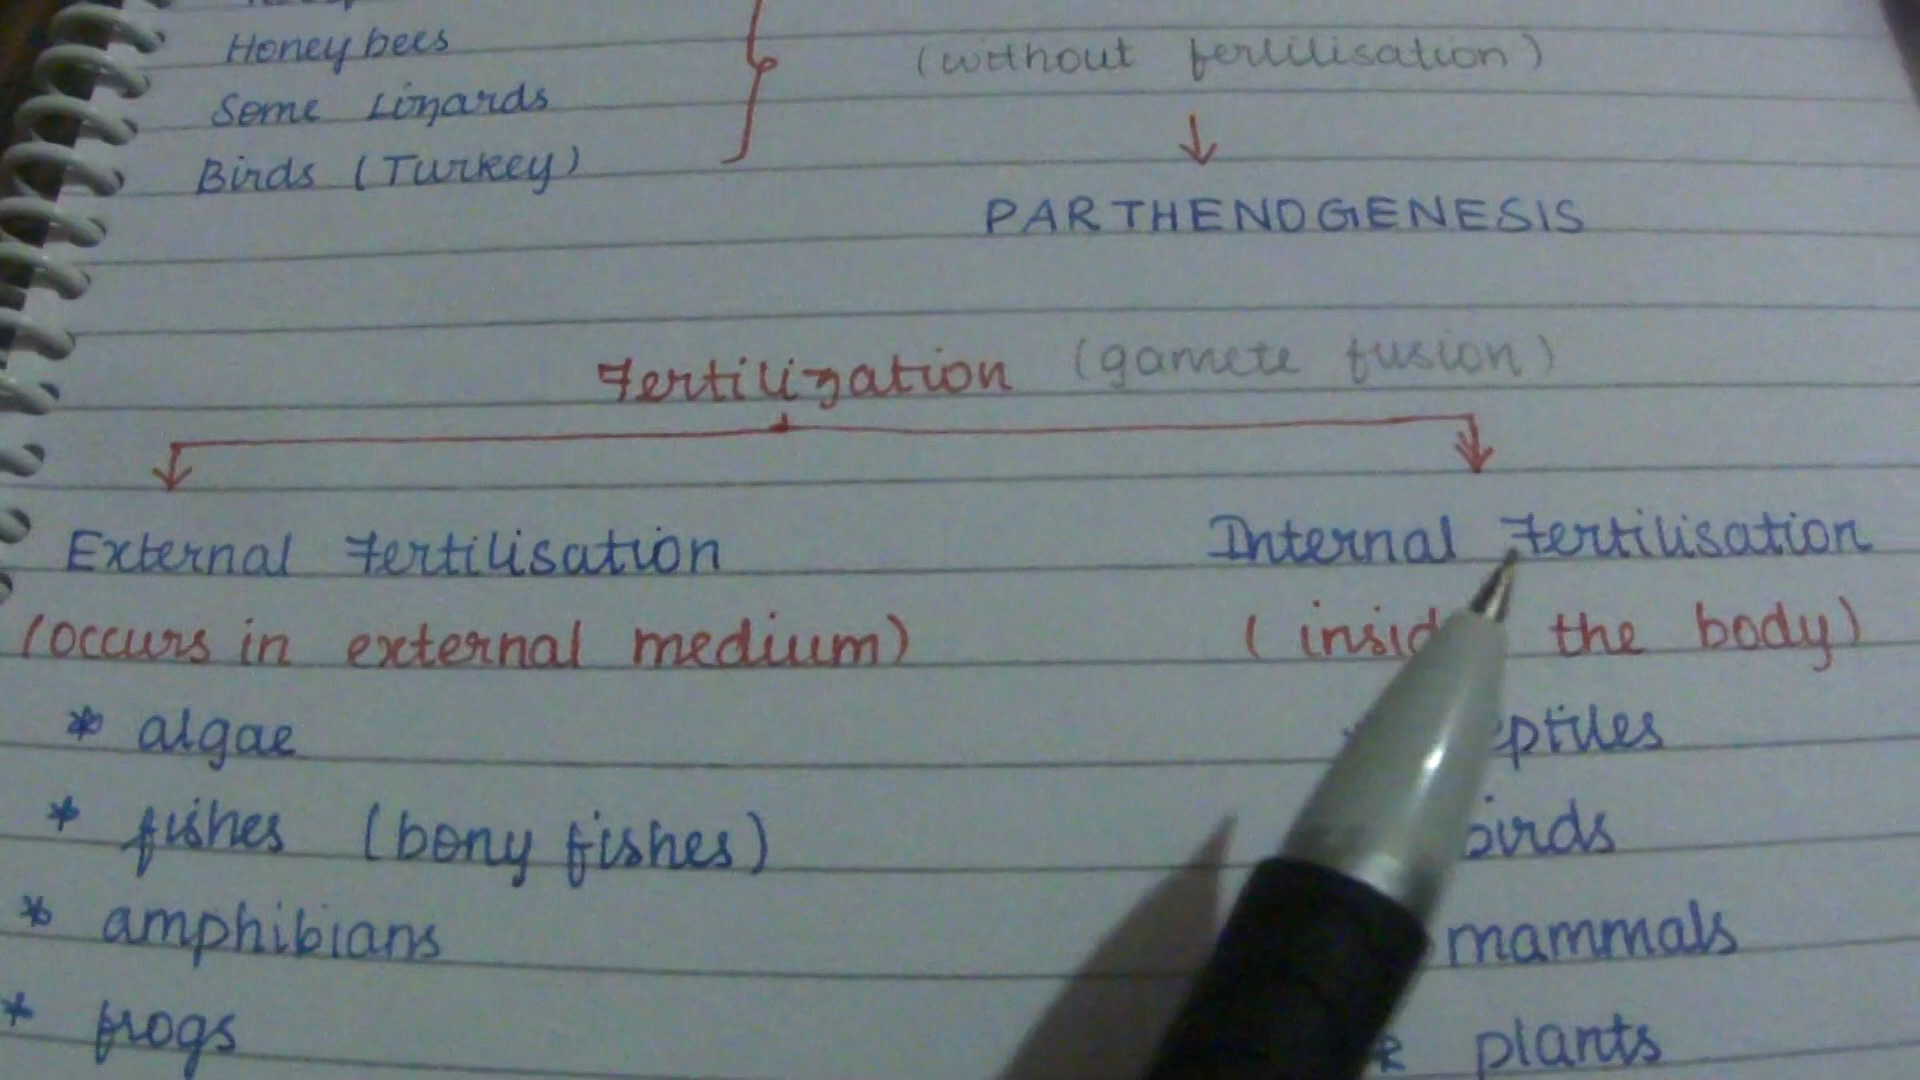 Honey bees
Some Lizards
Birds (Turkey)
(without fertilisation)
PARTHENOGENESIS
Fertilization (gamete fusion)
External Fertilisation
(occurs in external medium)
* algae
* fishes (bony fishes)
* amphibians
* frogs
Internal Fertilisation
( the body)
mammals
plants